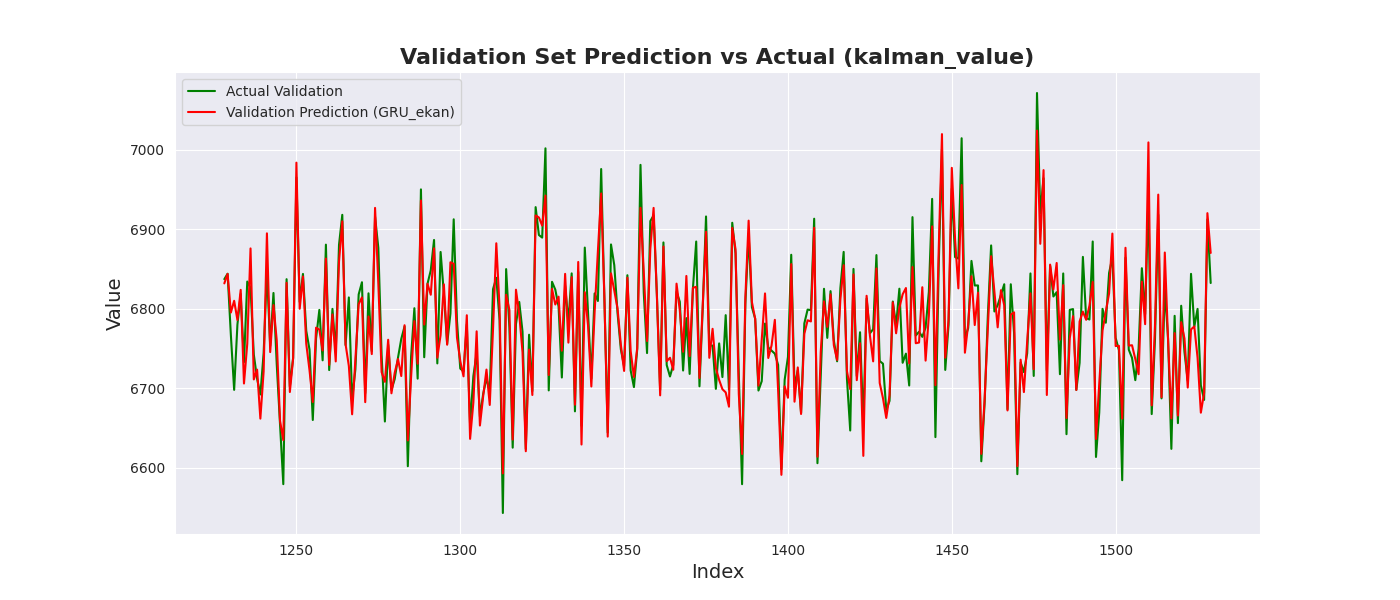 Validation Set Prediction vs Actual (kalman_value)
Actual Validation
Validation Prediction (GRU_ekan)
Value
7000
6900
6800
6700
6600
1250 1300 1350 1400 1450 1500
Index